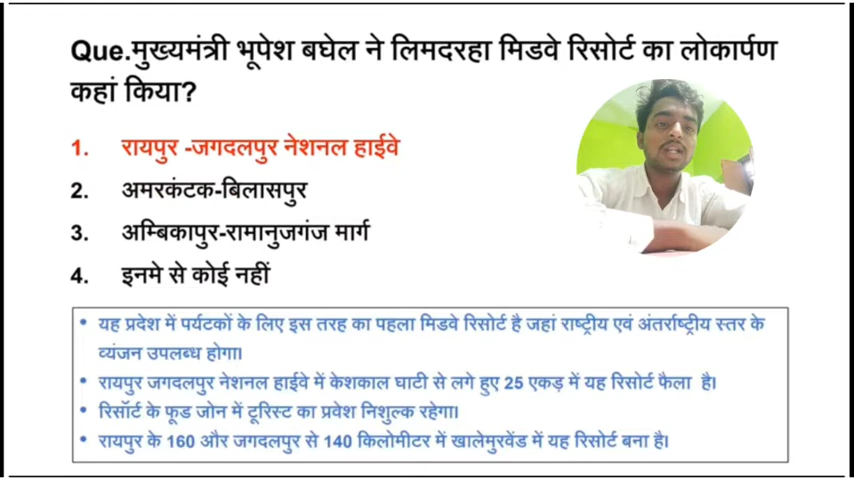 Que.मुख्यमंत्री भूपेश बघेल ने लिमदरहा मिडवे रिसोर्ट का लोकार्पण
कहां किया?
1. रायपुर -जगदलपुर नेशनल हाईवे
2. अमरकंटक-बिलासपुर
3. अम्बिकापुर-रामानुजगंज मार्ग
4. इनमे से कोई नहीं
• यह प्रदेश में पर्यटकों के लिए इस तरह का पहला मिडवे रिसोर्ट है जहां राष्ट्रीय एवं अंतर्राष्ट्रीय स्तर के
व्यंजन उपलब्ध होगा।
• रायपुर जगदलपुर नेशनल हाईवे में केशकाल घाटी से लगे हुए 25 एकड़ में यह रिसोर्ट फैला है।
• रिसॉर्ट के फूड जोन में टूरिस्ट का प्रवेश निशुल्क रहेगा।
• रायपुर के 160 और जगदलपुर से 140 किलोमीटर में खालेमुरवेंड में यह रिसोर्ट बना है।